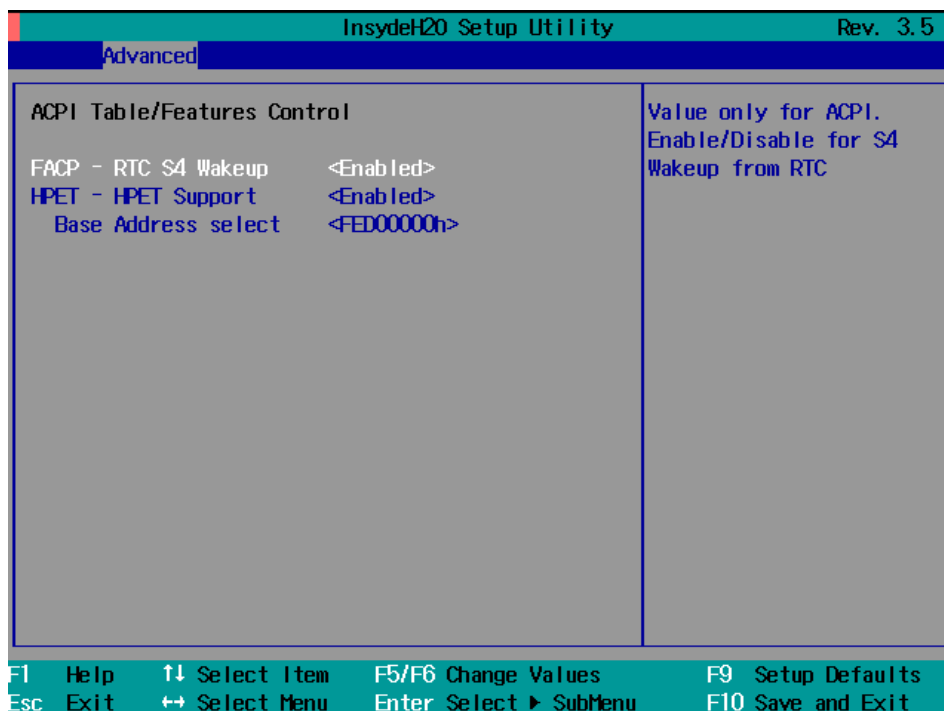 InsydeH2O Setup Utility Rev. 3.5
Advanced
ACPI Table/Features Control
FACP - RTC S4 Wakeup <Enabled>
HPET - HPET Support <Enabled>
Base Address select <FED00000h>
Value only for ACPI.
Enable/Disable for S4
Wakeup from RTC
F1 Help ↑↓ Select Item F5/F6 Change Values F9 Setup Defaults
Esc Exit ↔ Select Menu Enter Select ▶ SubMenu F10 Save and Exit